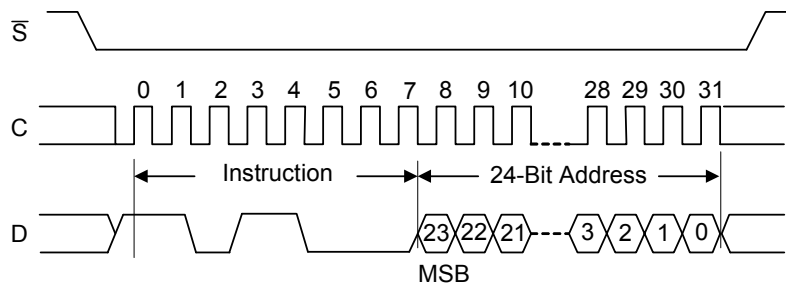 S
0 1 2 3 4 5 6 7 8 9 10 28 29 30 31
C
Instruction 24-Bit Address
D 23 22 21 3 2 1 0
MSB